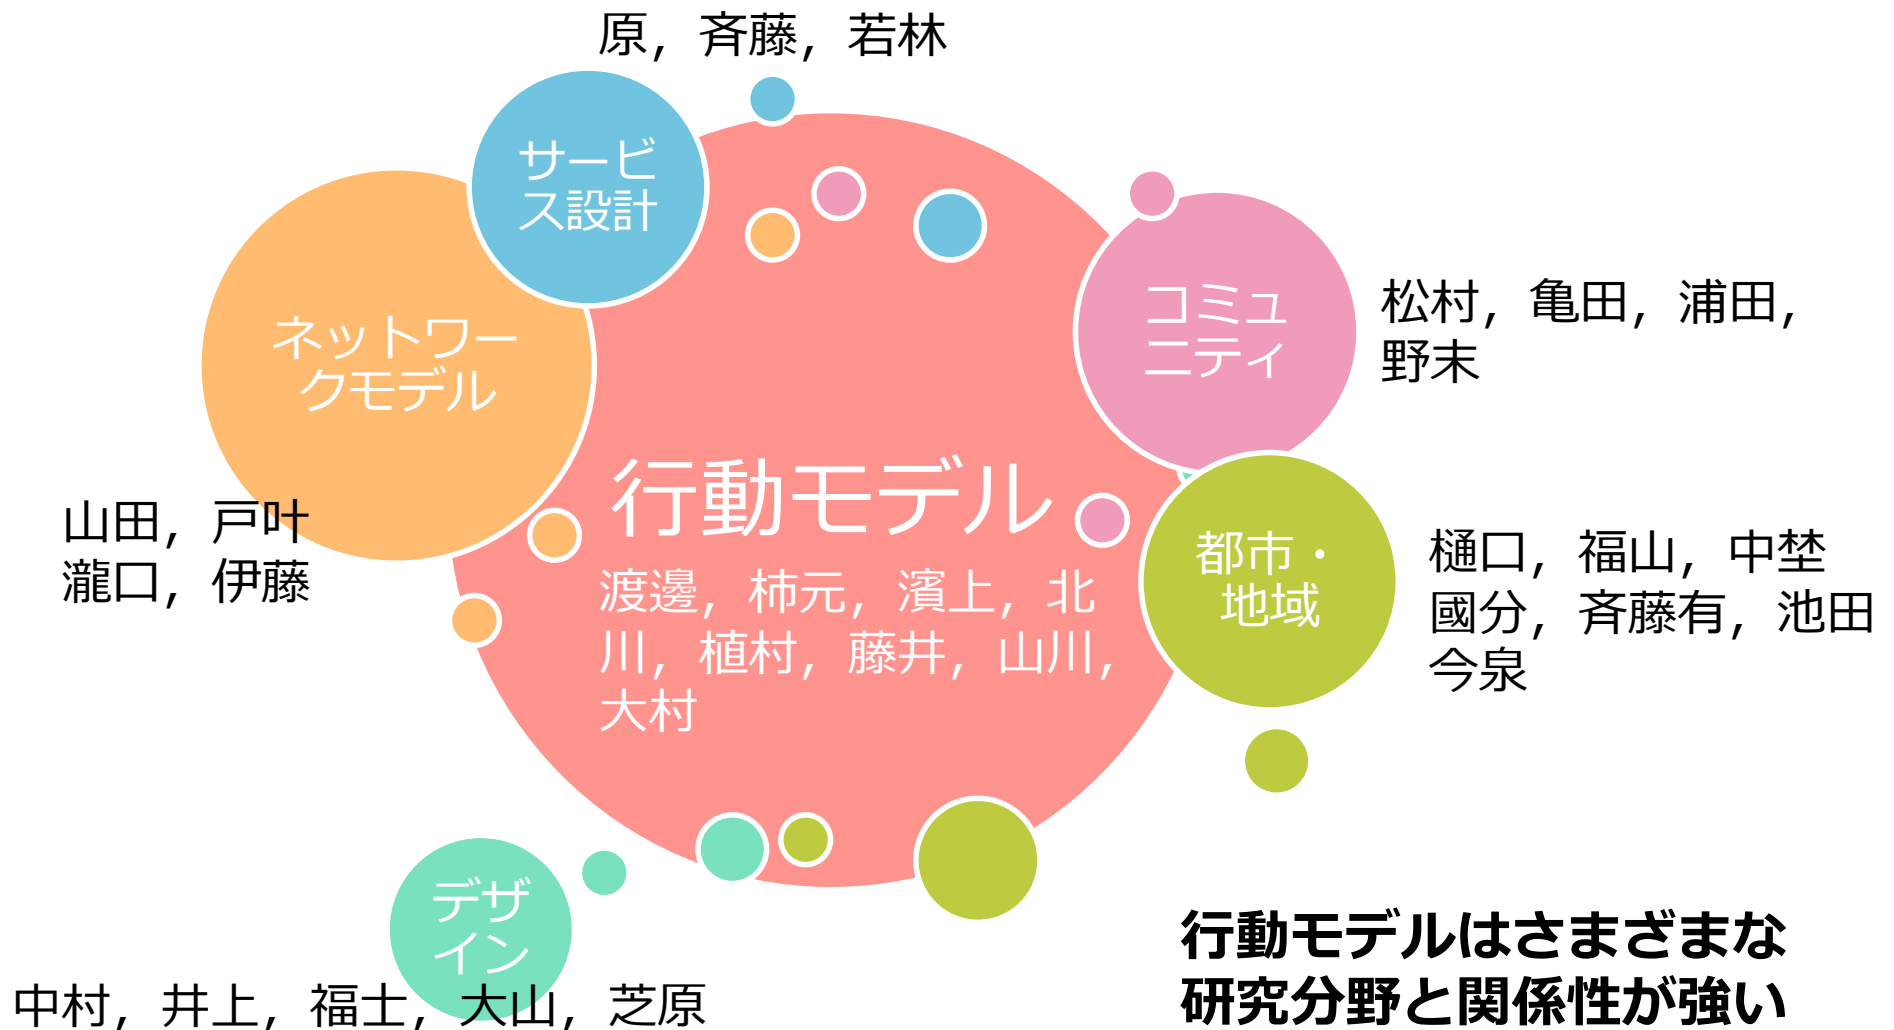 原，斉藤，若林
サービ
ス設計
ネットワー
クモデル
コミュ
ニティ
松村，亀田，浦田，
野末
行動モデル
渡邊，柿元，濱上，北
川，植村，藤井，山川，
大村
山田，戸叶
瀧口，伊藤
都市・
地域
樋口，福山，中埜
國分，斉藤有，池田
今泉
デザ
イン
中村，井上，福士，大山，芝原
行動モデルはさまざまな
研究分野と関係性が強い